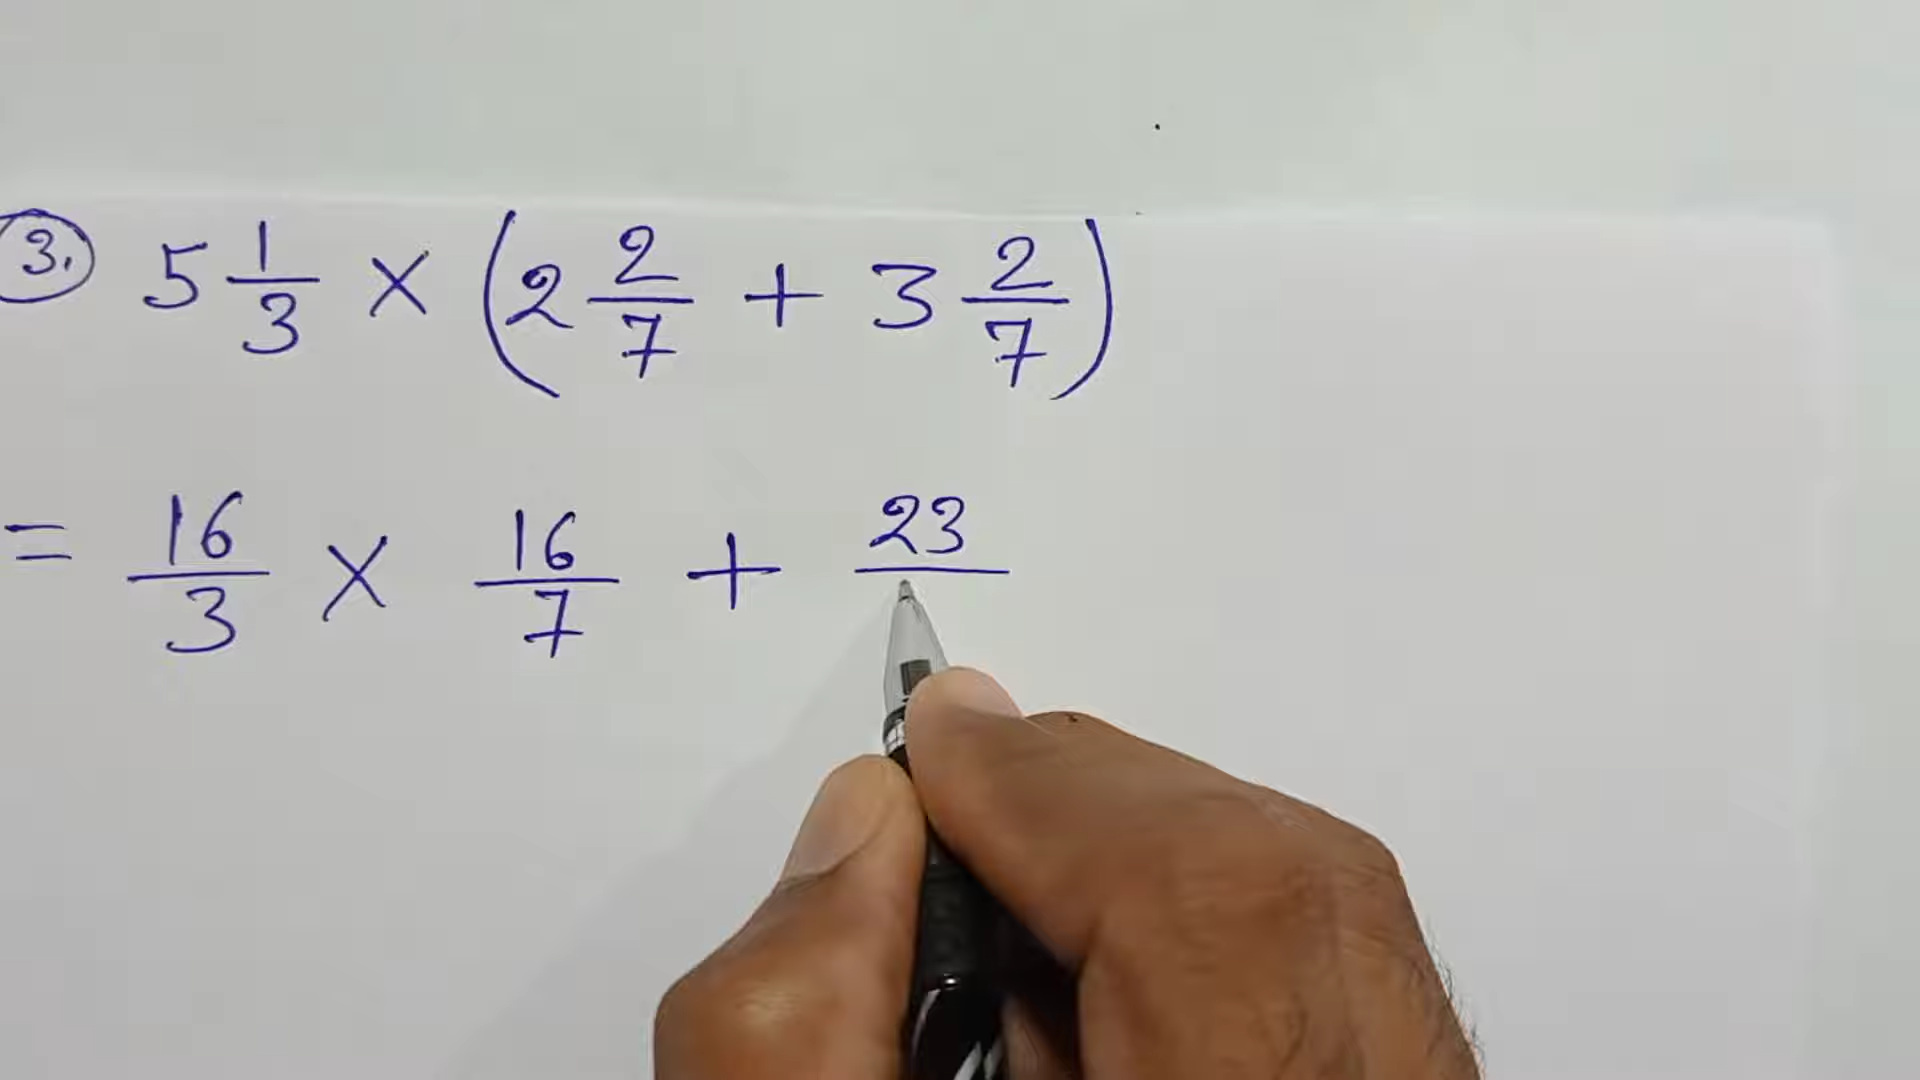 3. 5 1/3 × (2 2/7 + 3 2/7)
= 16/3 × 16/7 + 23/